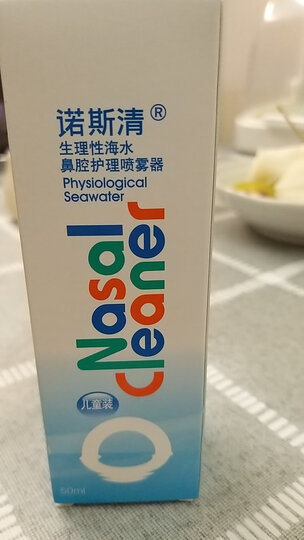 诺斯清®
生理性海水
鼻腔护理喷雾器
Physiological
Seawater
Nasal
cleaner
儿童装
50ml